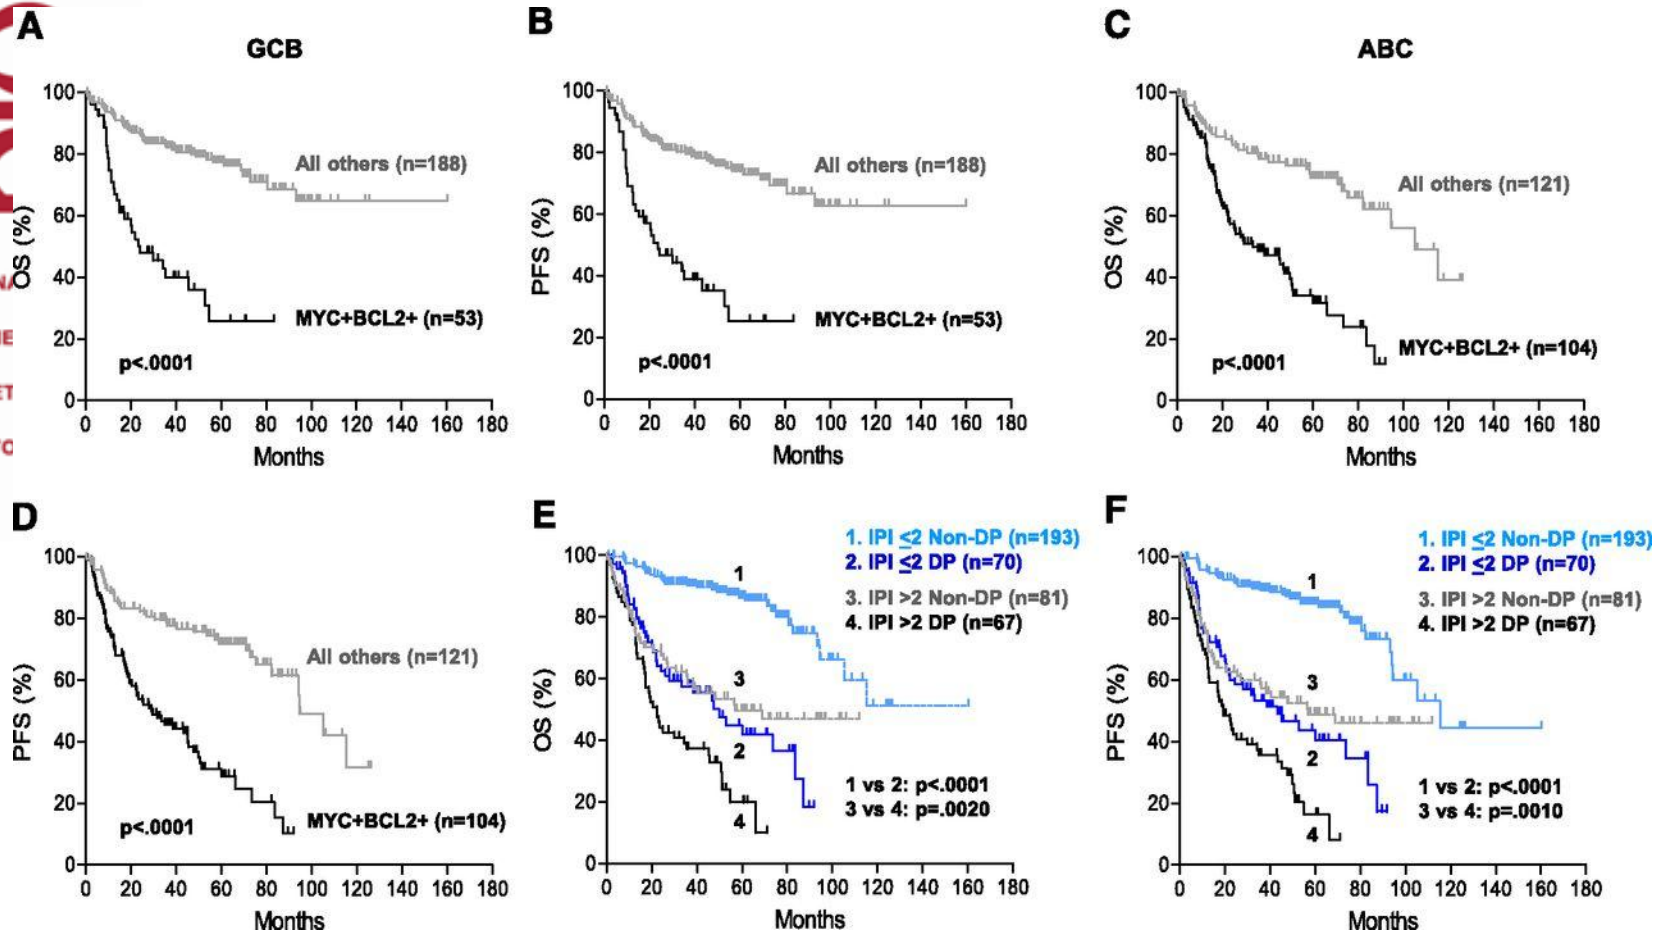 A
GCB
100
80
60
40
20
0
OS (%)
All others (n=188)
MYC+BCL2+ (n=53)
p<.0001
0 20 40 60 80 100 120 140 160 180
Months
B
100
80
60
40
20
0
PFS (%)
All others (n=188)
MYC+BCL2+ (n=53)
p<.0001
0 20 40 60 80 100 120 140 160 180
Months
C
ABC
100
80
60
40
20
0
OS (%)
All others (n=121)
MYC+BCL2+ (n=104)
p<.0001
0 20 40 60 80 100 120 140 160 180
Months
D
100
80
60
40
20
0
PFS (%)
All others (n=121)
MYC+BCL2+ (n=104)
p<.0001
0 20 40 60 80 100 120 140 160 180
Months
E
1. IPI ≤2 Non-DP (n=193)
2. IPI ≤2 DP (n=70)
3. IPI >2 Non-DP (n=81)
4. IPI >2 DP (n=67)
100
80
60
40
20
0
OS (%)
1
3
2
4
1 vs 2: p<.0001
3 vs 4: p=.0020
0 20 40 60 80 100 120 140 160 180
Months
F
1. IPI ≤2 Non-DP (n=193)
2. IPI ≤2 DP (n=70)
3. IPI >2 Non-DP (n=81)
4. IPI >2 DP (n=67)
100
80
60
40
20
0
PFS (%)
1
3
2
4
1 vs 2: p<.0001
3 vs 4: p=.0010
0 20 40 60 80 100 120 140 160 180
Months